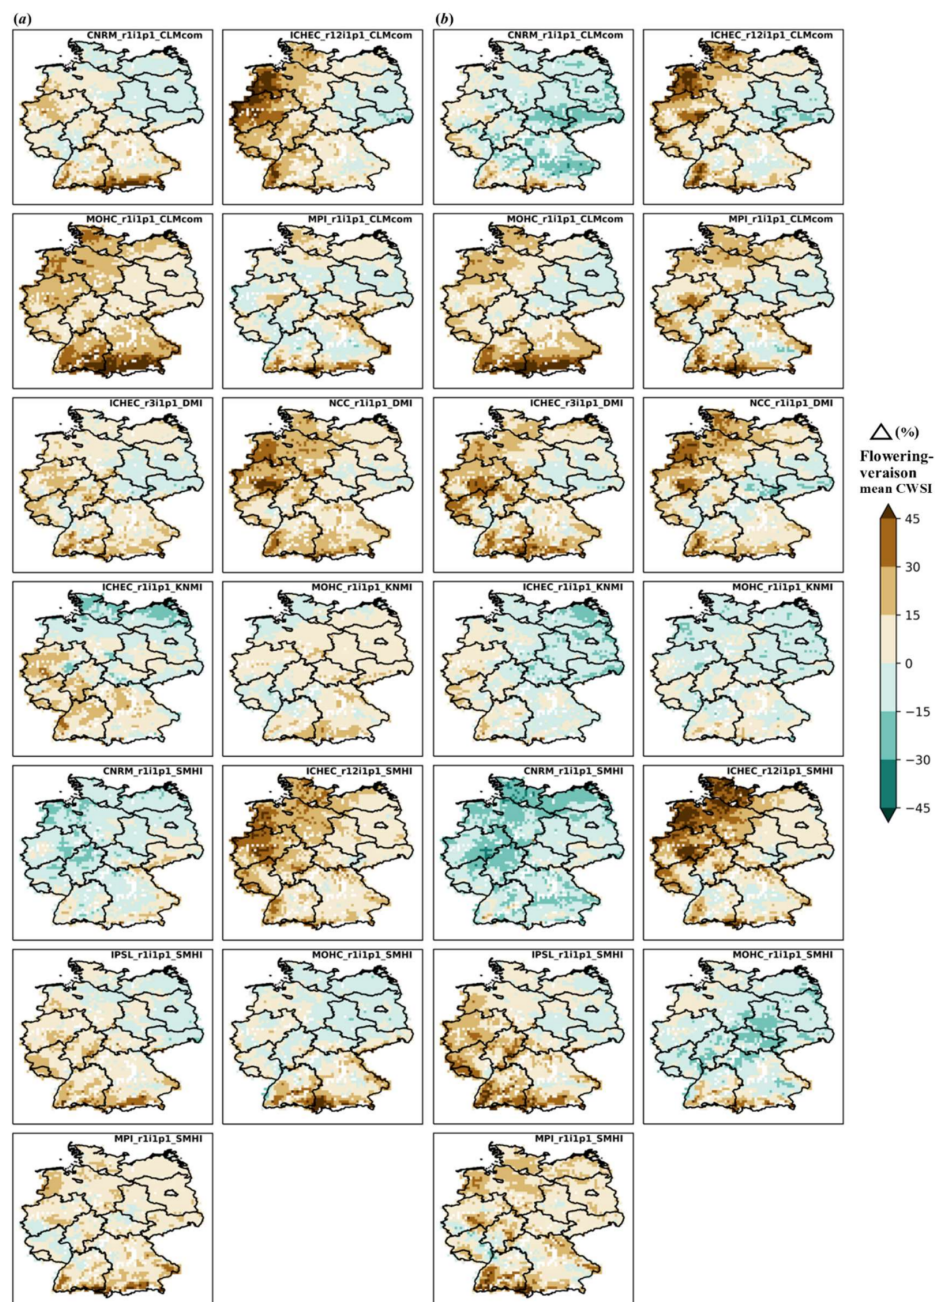 (a)
(b)
CNRM_r1i1p1_CLMcom
ICHEC_r12i1p1_CLMcom
CNRM_r1i1p1_CLMcom
ICHEC_r12i1p1_CLMcom
MOHC_r1i1p1_CLMcom
MPI_r1i1p1_CLMcom
MOHC_r1i1p1_CLMcom
MPI_r1i1p1_CLMcom
ICHEC_r3i1p1_DMI
NCC_r1i1p1_DMI
ICHEC_r3i1p1_DMI
NCC_r1i1p1_DMI
ICHEC_r1i1p1_KNMI
MOHC_r1i1p1_KNMI
ICHEC_r1i1p1_KNMI
MOHC_r1i1p1_KNMI
CNRM_r1i1p1_SMHI
ICHEC_r12i1p1_SMHI
CNRM_r1i1p1_SMHI
ICHEC_r12i1p1_SMHI
IPSL_r1i1p1_SMHI
MOHC_r1i1p1_SMHI
IPSL_r1i1p1_SMHI
MOHC_r1i1p1_SMHI
MPI_r1i1p1_SMHI
MPI_r1i1p1_SMHI
△ (%)
Flowering-
veraison
mean CWSI
45
30
15
0
−15
−30
−45